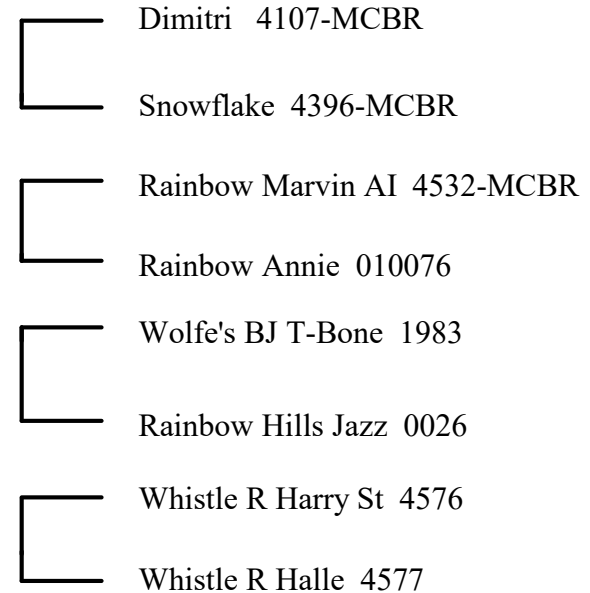 Dimitri 4107-MCBR
Snowflake 4396-MCBR
Rainbow Marvin AI 4532-MCBR
Rainbow Annie 010076
Wolfe's BJ T-Bone 1983
Rainbow Hills Jazz 0026
Whistle R Harry St 4576
Whistle R Halle 4577